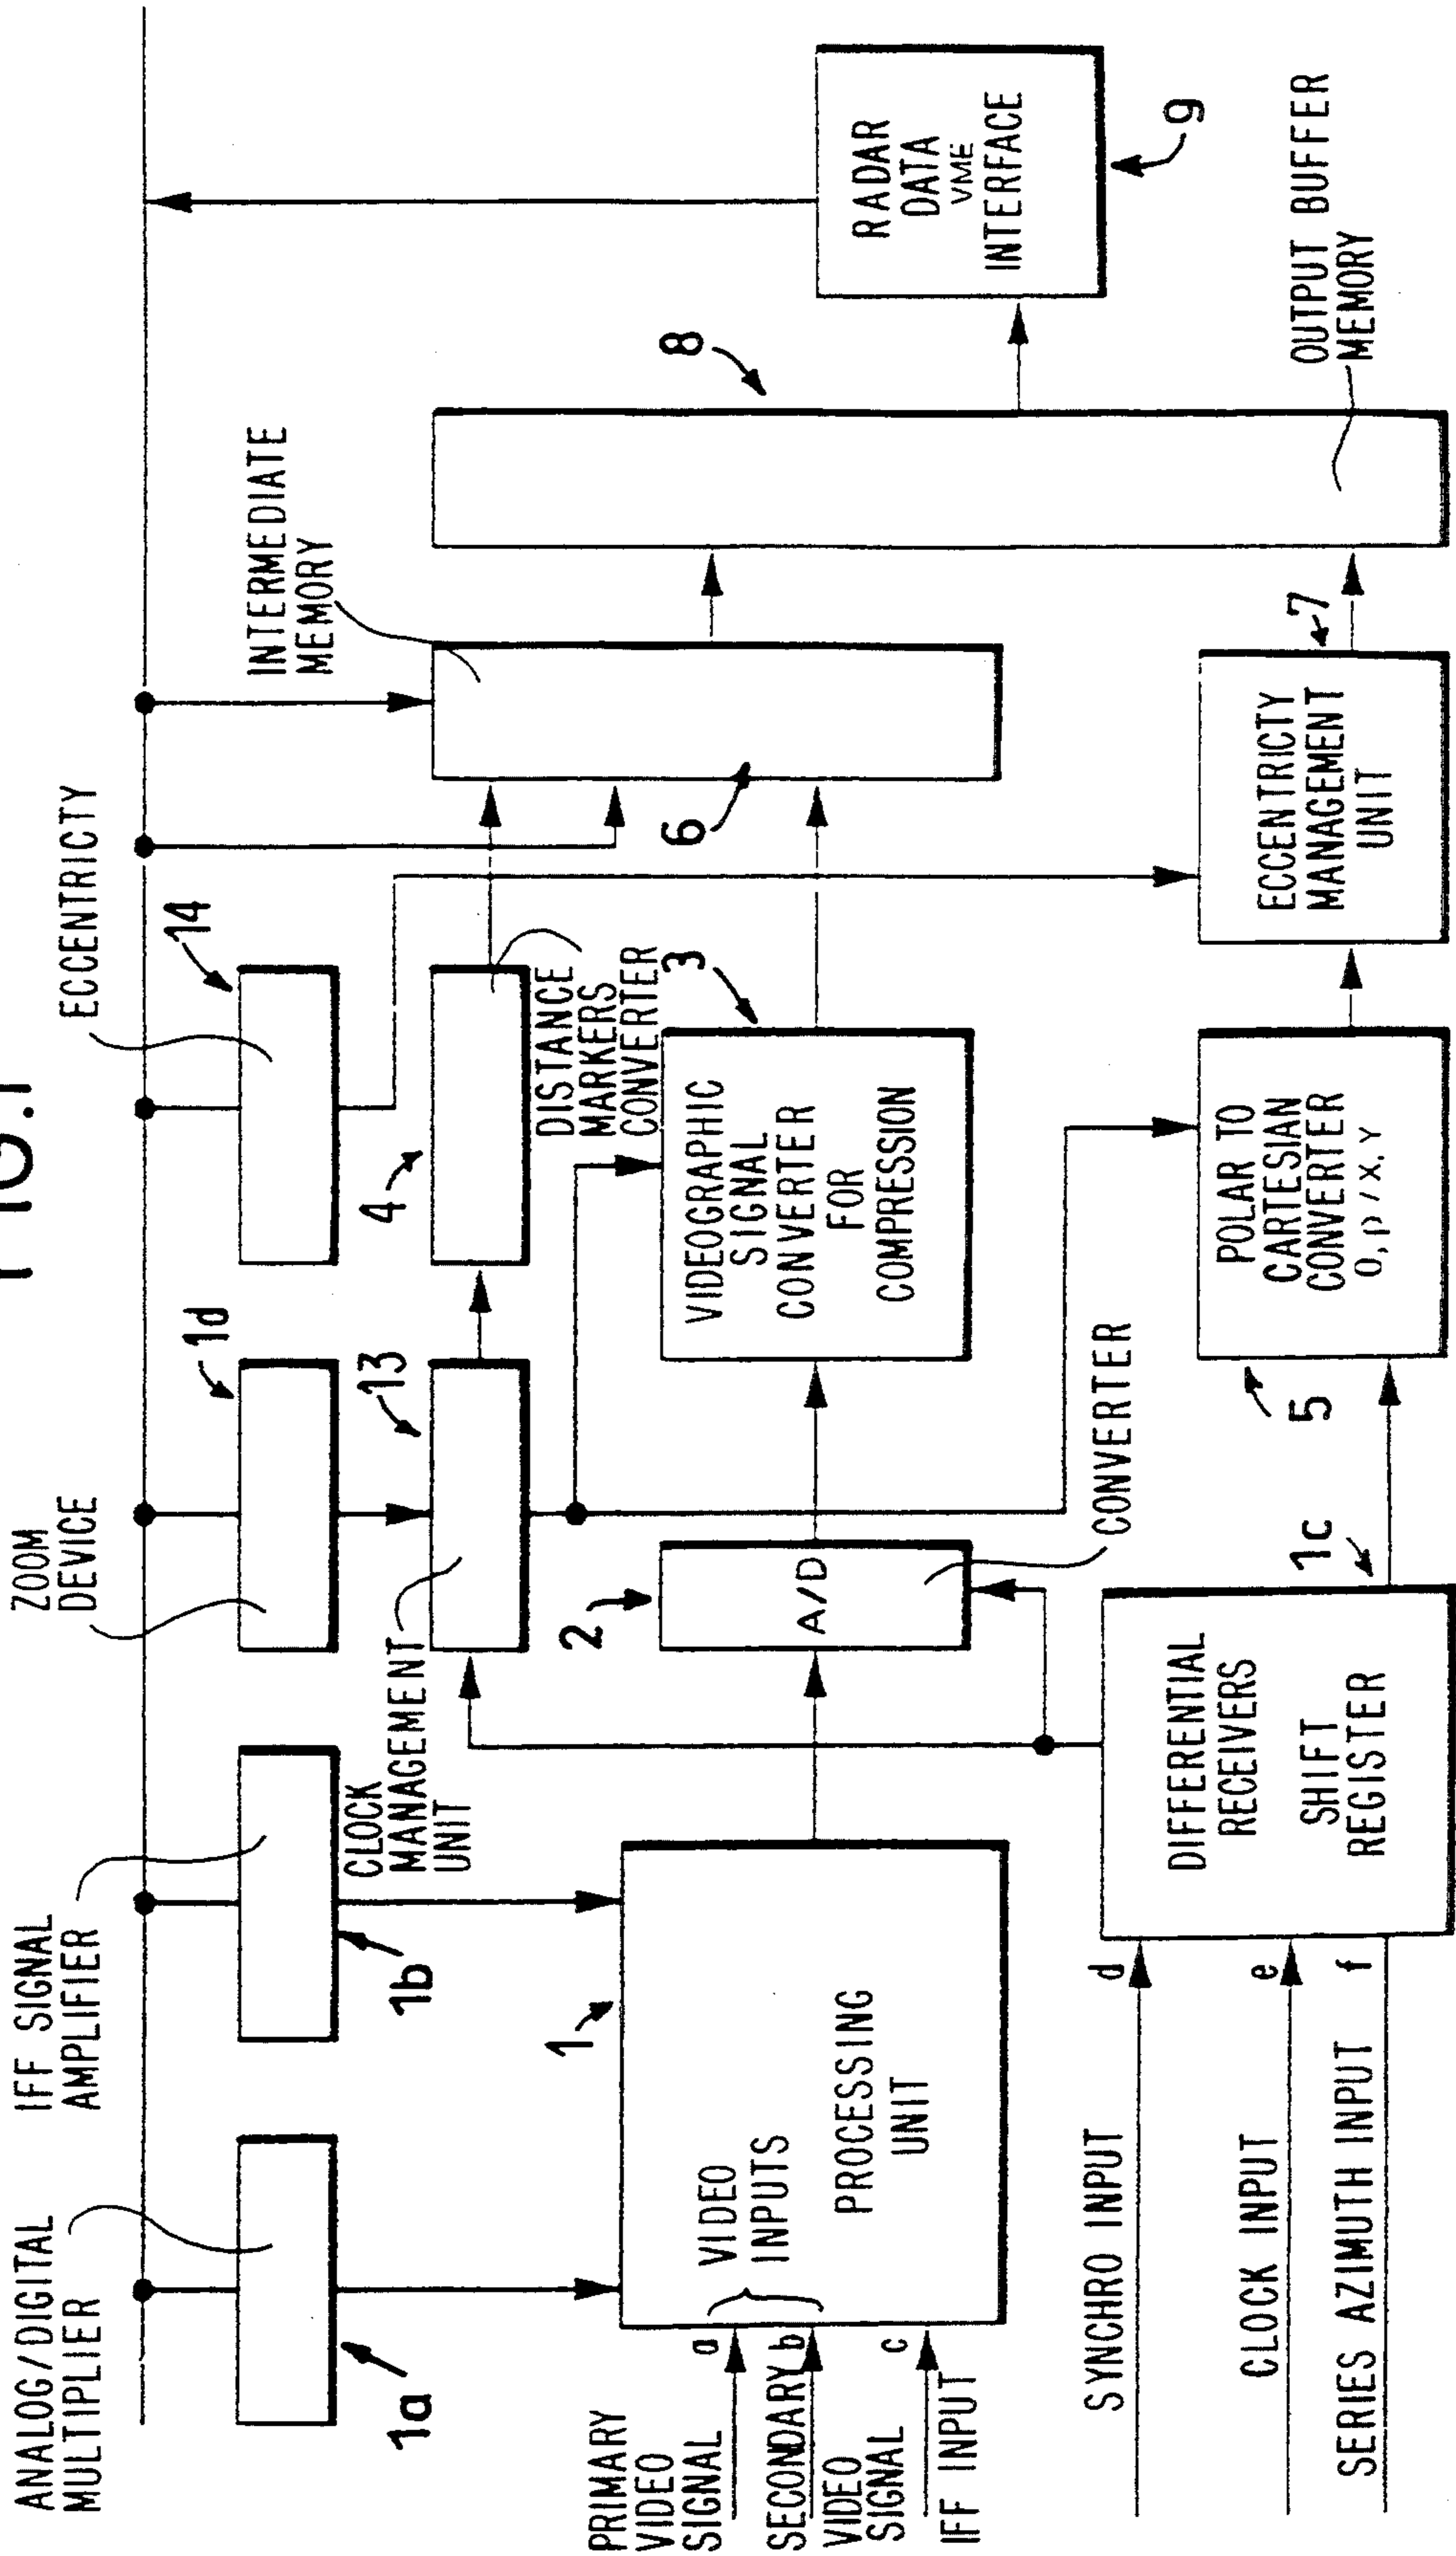 FIG.1
ANALOG/DIGITAL
MULTIPLIER
IFF SIGNAL
AMPLIFIER
ZOOM
DEVICE
ECCENTRICTY
1a
1b
1d
14
CLOCK
MANAGEMENT
UNIT
13
4
DISTANCE
MARKERS
CONVERTER
INTERMEDIATE
MEMORY
PRIMARY
VIDEO
SIGNAL
SECONDARY
VIDEO
SIGNAL
IFF INPUT
a
b
c
1
VIDEO
INPUTS
PROCESSING
UNIT
2
A/D
CONVERTER
3
VIDEOGRAPHIC
SIGNAL
CONVERTER
FOR
COMPRESSION
6
8
RADAR
DATA
VME
INTERFACE
9
SYNCHRO INPUT
CLOCK INPUT
SERIES AZIMUTH INPUT
d
e
f
DIFFERENTIAL
RECEIVERS
SHIFT
REGISTER
1c
5
POLAR TO
CARTESIAN
CONVERTER
O, ρ / X, Y
ECCENTRICTY
MANAGEMENT
UNIT
7
OUTPUT BUFFER
MEMORY